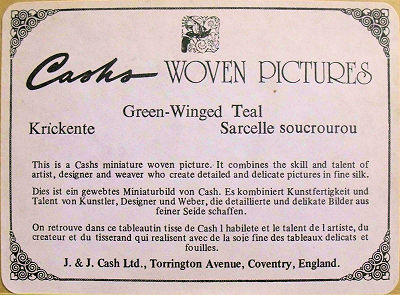 Cashs WOVEN PICTURES
Green-Winged Teal
Krickente Sarcelle soucrourou
This is a Cashs miniature woven picture. It combines the skill and talent of
artist, designer and weaver who create detailed and delicate pictures in fine silk.
Dies ist ein gewebtes Miniaturbild von Cash. Es kombiniert Kunstfertigkeit und
Talent von Kunstler, Designer und Weber, die detaillierte und delikate Bilder aus
feiner Seide schaffen.
On retrouve dans ce tableautin tisse de Cash l habilete et le talent de l artiste, du
createur et du tisserand qui realisent avec de la soie fine des tableaux delicats et
fouilles.
J. & J. Cash Ltd., Torrington Avenue, Coventry, England.